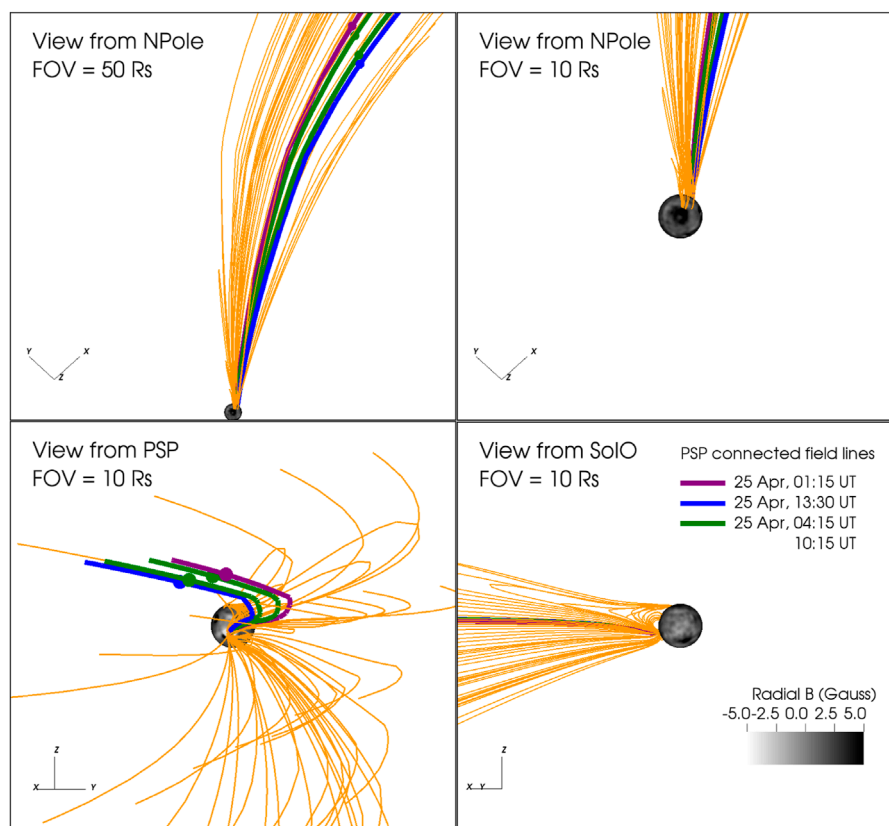 View from NPole
FOV = 50 Rs
Y
X
Z
View from NPole
FOV = 10 Rs
Y
X
Z
View from PSP
FOV = 10 Rs
Z
X
Y
View from SolO
FOV = 10 Rs
PSP connected field lines
25 Apr, 01:15 UT
25 Apr, 13:30 UT
25 Apr, 04:15 UT
10:15 UT
Radial B (Gauss)
-5.0 -2.5 0.0 2.5 5.0
Z
X Y